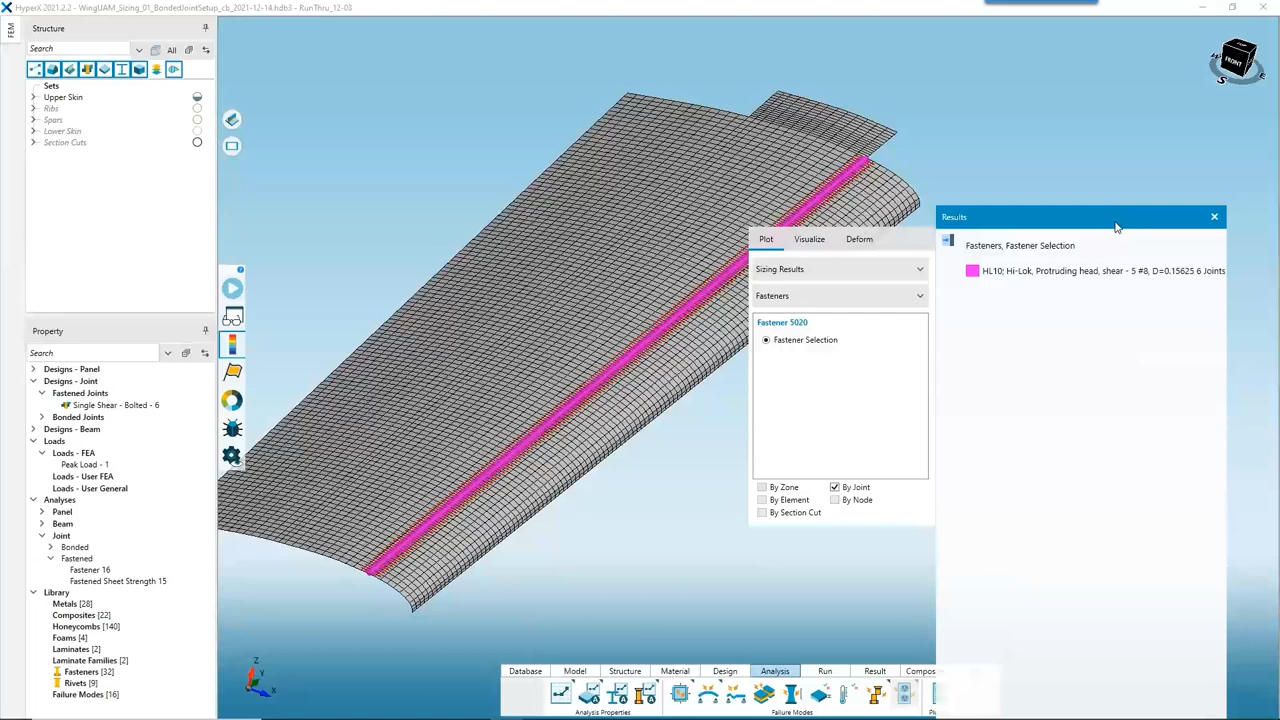 HyperX 2021.2.2 - WingUAM_Sizing_01_BondedJointSetup_cb_2021-12-14.hdb3 - RunThru_12-03
FEM
Structure
Search
All
Sets
Upper Skin
Ribs
Spars
Lower Skin
Section Cuts
Property
Search
Designs - Panel
Designs - Joint
Fastened Joints
Single Shear - Bolted - 6
Bonded Joints
Designs - Beam
Loads
Loads - FEA
Peak Load - 1
Loads - User FEA
Loads - User General
Analyses
Panel
Beam
Joint
Bonded
Fastened
Fastener 16
Fastened Sheet Strength 15
Library
Metals [28]
Composites [22]
Honeycombs [140]
Foams [4]
Laminates [2]
Laminate Families [2]
Fasteners [32]
Rivets [9]
Failure Modes [16]
FRONT
S
E
Plot Visualize Deform
Sizing Results
Fasteners
Fastener 5020
Fastener Selection
By Zone By Joint
By Element By Node
By Section Cut
Results
Fasteners, Fastener Selection
HL10; Hi-Lok, Protruding head, shear - 5 #8, D=0.15625 6 Joints
Z
Y
X
Database Model Structure Material Design Analysis Run Result Compos
Analysis Properties Failure Modes